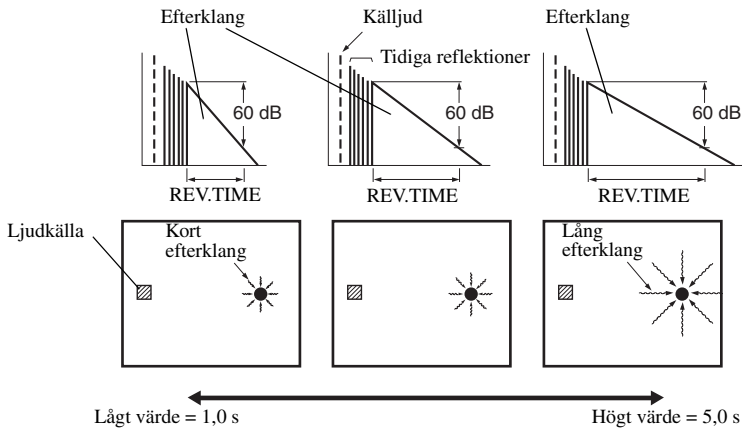 Efterklang
Källjud
Efterklang
Tidiga reflektioner
60 dB
60 dB
60 dB
REV.TIME
REV.TIME
REV.TIME
Ljudkälla
Kort
efterklang
Lång
efterklang
Lågt värde = 1,0 s
Högt värde = 5,0 s